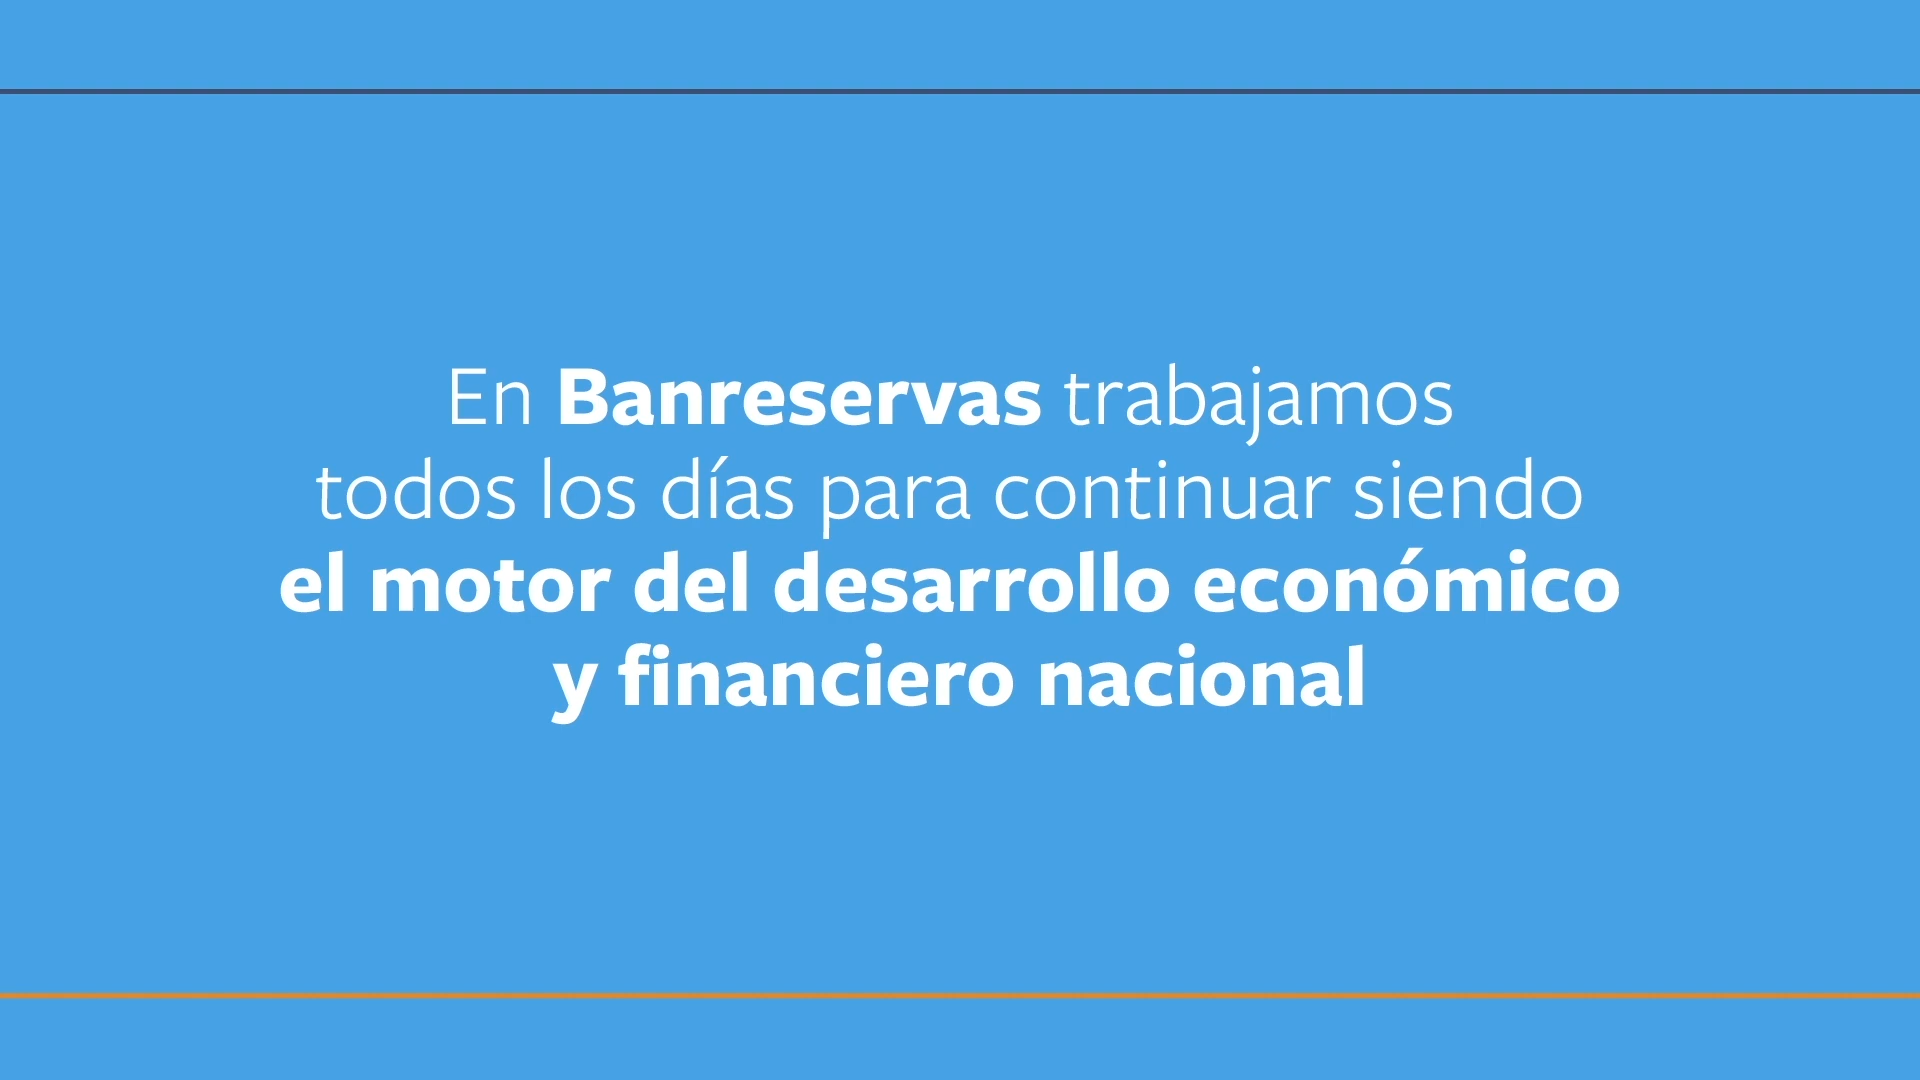 En Banreservas trabajamos
todos los días para continuar siendo
el motor del desarrollo económico
y financiero nacional